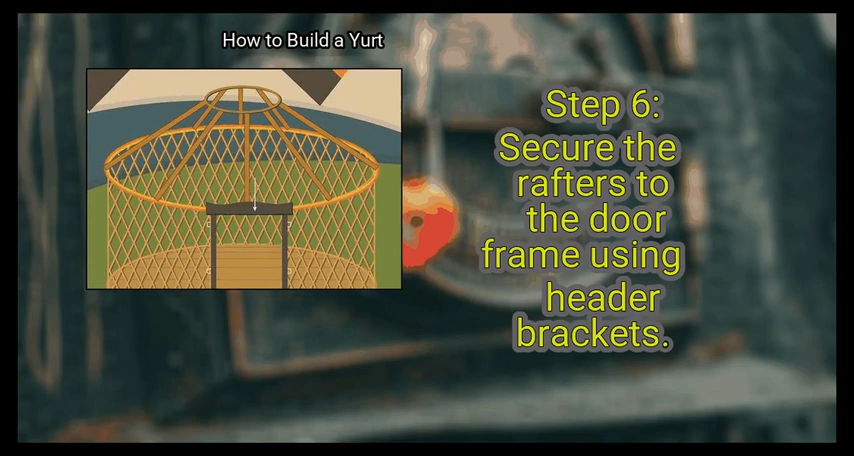 How to Build a Yurt
Step 6:
Secure the
rafters to
the door
frame using
header
brackets.